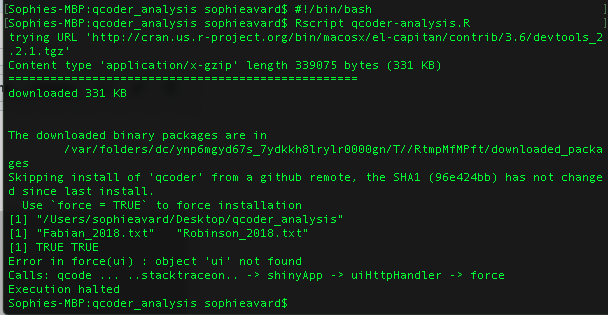 [Sophies-MBP:qcoder_analysis sophieavard$ #!/bin/bash ]
[Sophies-MBP:qcoder_analysis sophieavard$ Rscript qcoder-analysis.R ]
trying URL 'http://cran.us.r-project.org/bin/macosx/el-capitan/contrib/3.6/devtools_2
.2.1.tgz'
Content type 'application/x-gzip' length 339075 bytes (331 KB)
==================================================
downloaded 331 KB
The downloaded binary packages are in
/var/folders/dc/ynp6mgyd67s_7ydkkh8lrylr0000gn/T//RtmpMfMPft/downloaded_packa
ges
Skipping install of 'qcoder' from a github remote, the SHA1 (96e424bb) has not change
d since last install.
Use `force = TRUE` to force installation
[1] "/Users/sophieavard/Desktop/qcoder_analysis"
[1] "Fabian_2018.txt" "Robinson_2018.txt"
[1] TRUE TRUE
Error in force(ui) : object 'ui' not found
Calls: qcode ... ..stacktraceon.. -> shinyApp -> uiHttpHandler -> force
Execution halted
Sophies-MBP:qcoder_analysis sophieavard$